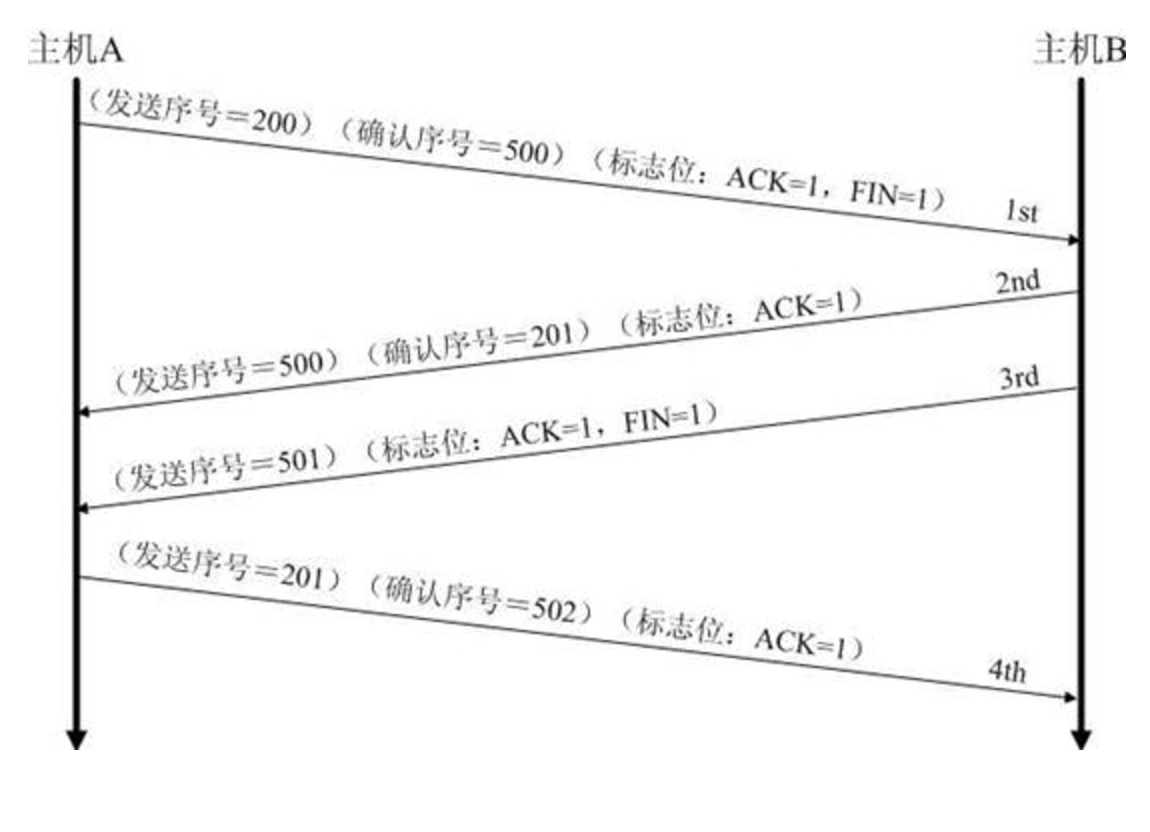 主机A
主机B
（发送序号=200）（确认序号=500）（标志位：ACK=1，FIN=1）
1st
2nd
（发送序号=500）（确认序号=201）（标志位：ACK=1）
3rd
（发送序号=501）（标志位：ACK=1，FIN=1）
（发送序号=201）（确认序号=502）（标志位：ACK=1）
4th